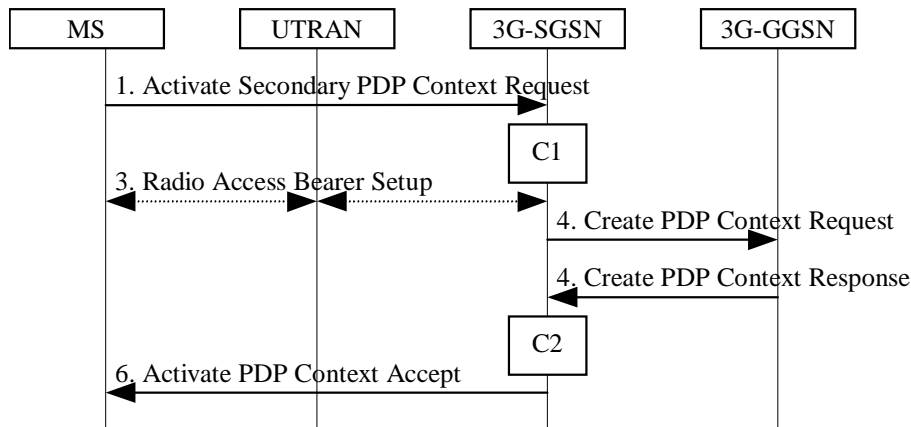 MS
UTRAN
3G-SGSN
3G-GGSN
1. Activate Secondary PDP Context Request
C1
3. Radio Access Bearer Setup
4. Create PDP Context Request
4. Create PDP Context Response
C2
6. Activate PDP Context Accept